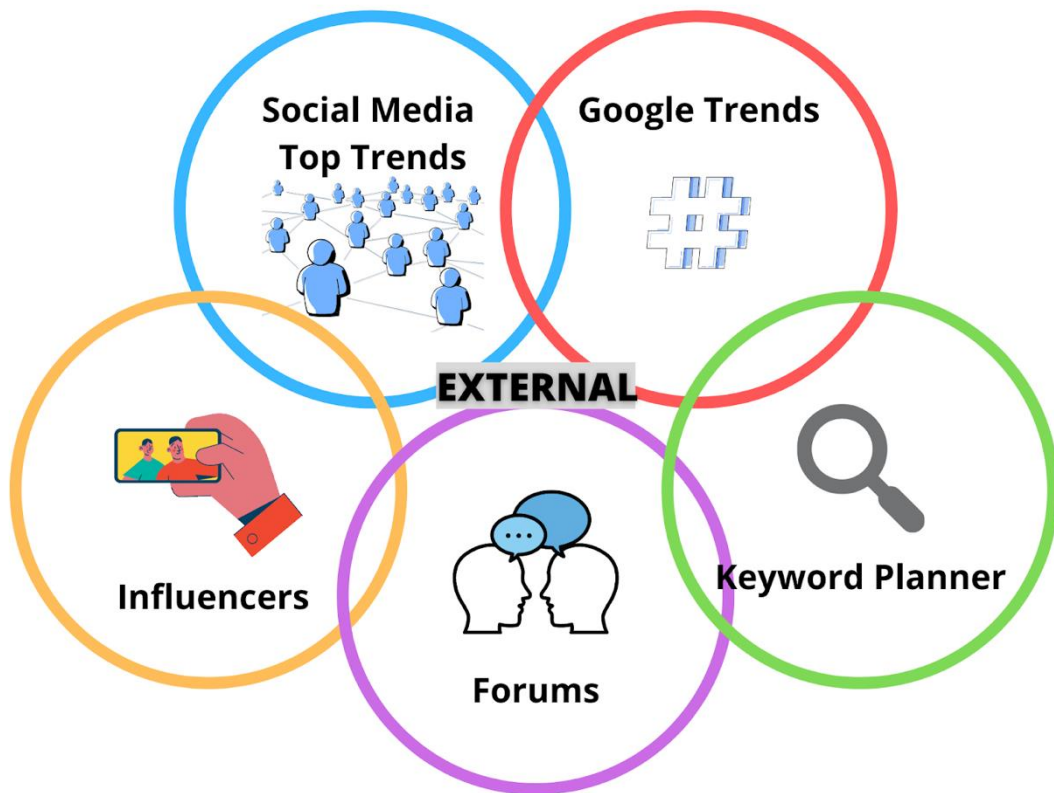 Social Media
Top Trends
Google Trends
EXTERNAL
Influencers
Keyword Planner
Forums